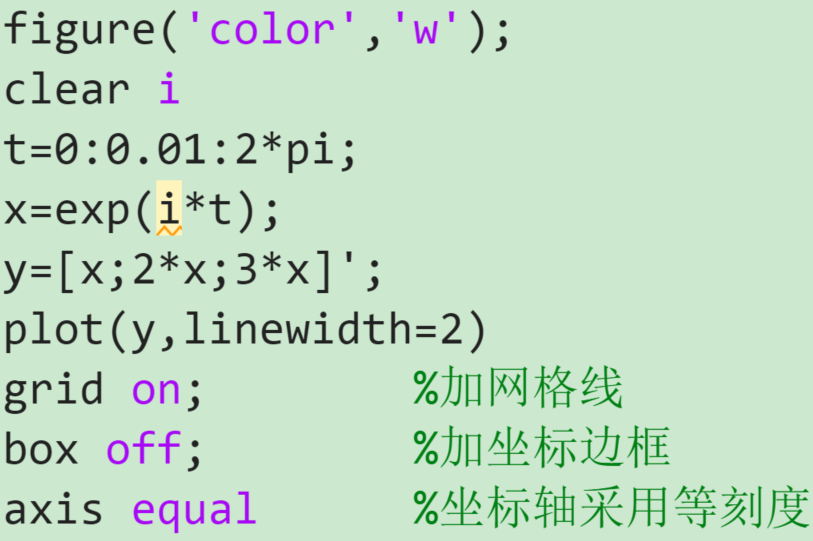 figure('color','w');
clear i
t=0:0.01:2*pi;
x=exp(i*t);
y=[x;2*x;3*x]';
plot(y,linewidth=2)
grid on; %加网格线
box off; %加坐标边框
axis equal %坐标轴采用等刻度